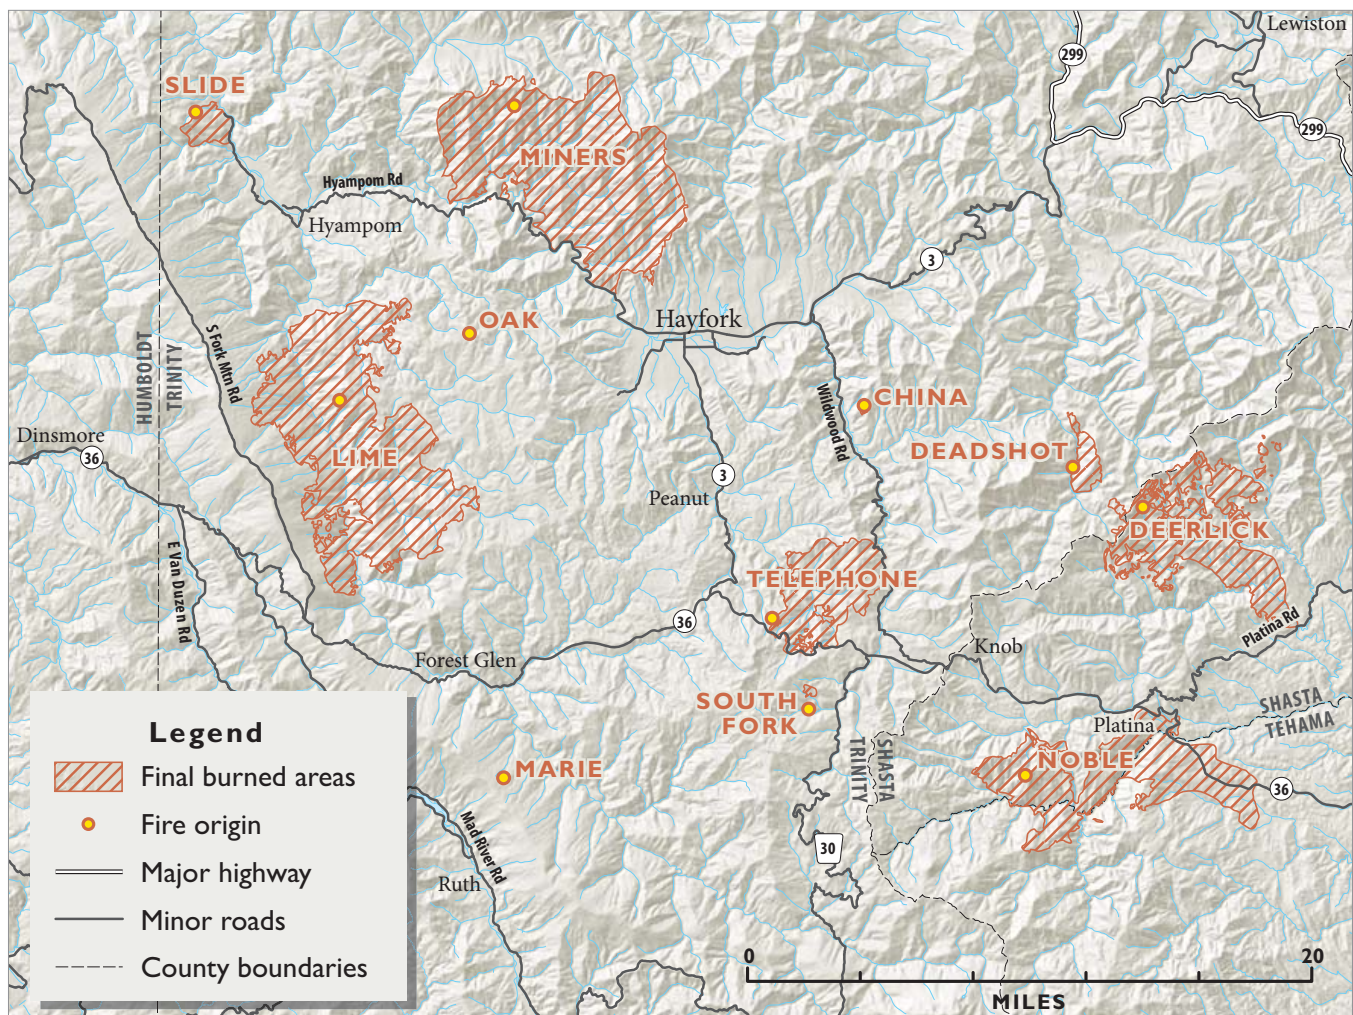 Lewiston
299
SLIDE
299
MINERS
Hyampom Rd
Hyampom
3
OAK
Hayfork
S Fork Mtn Rd
HUMBOLDT
TRINITY
CHINA
Wildwood Rd
Dinsmore
36
LIME
DEADSHOT
3
Peanut
DEERLICK
E Van Duzen Rd
TELEPHONE
36
Platina Rd
Knob
Forest Glen
SOUTH
FORK
SHASTA
TEHAMA
Platina
TRINITY
SHASTA
NOBLE
MARIE
36
Mad River Rd
30
Ruth
Legend
Final burned areas
Fire origin
Major highway
Minor roads
County boundaries
0
20
MILES